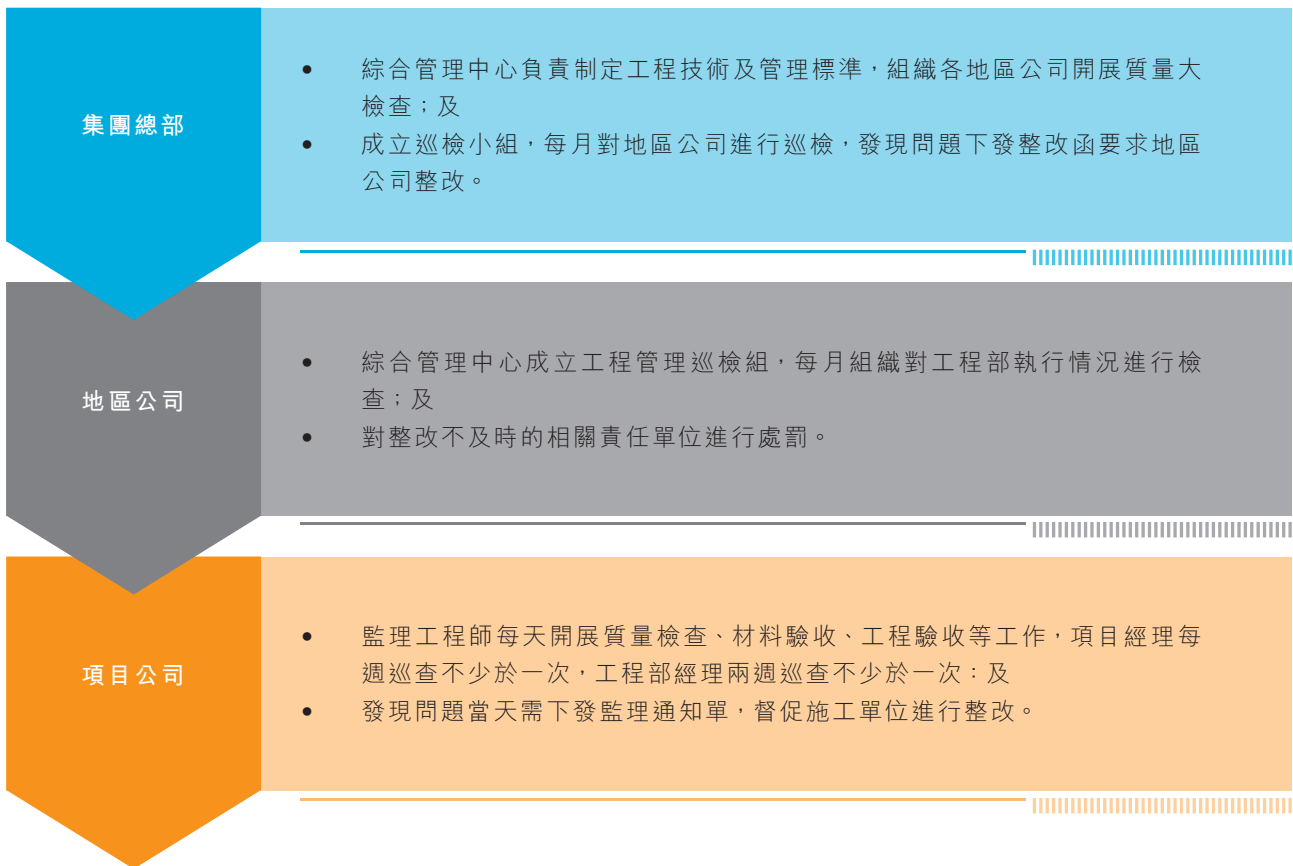 集團總部
• 綜合管理中心負責制定工程技術及管理標準，組織各地區公司開展質量大
檢查；及
• 成立巡檢小組，每月對地區公司進行巡檢，發現問題下發整改函要求地區
公司整改。
地區公司
• 綜合管理中心成立工程管理巡檢組，每月組織對工程部執行情況進行檢
查；及
• 對整改不及時的相關責任單位進行處罰。
項目公司
• 監理工程師每天開展質量檢查、材料驗收、工程驗收等工作，項目經理每
週巡查不少於一次，工程部經理兩週巡查不少於一次：及
• 發現問題當天需下發監理通知單，督促施工單位進行整改。